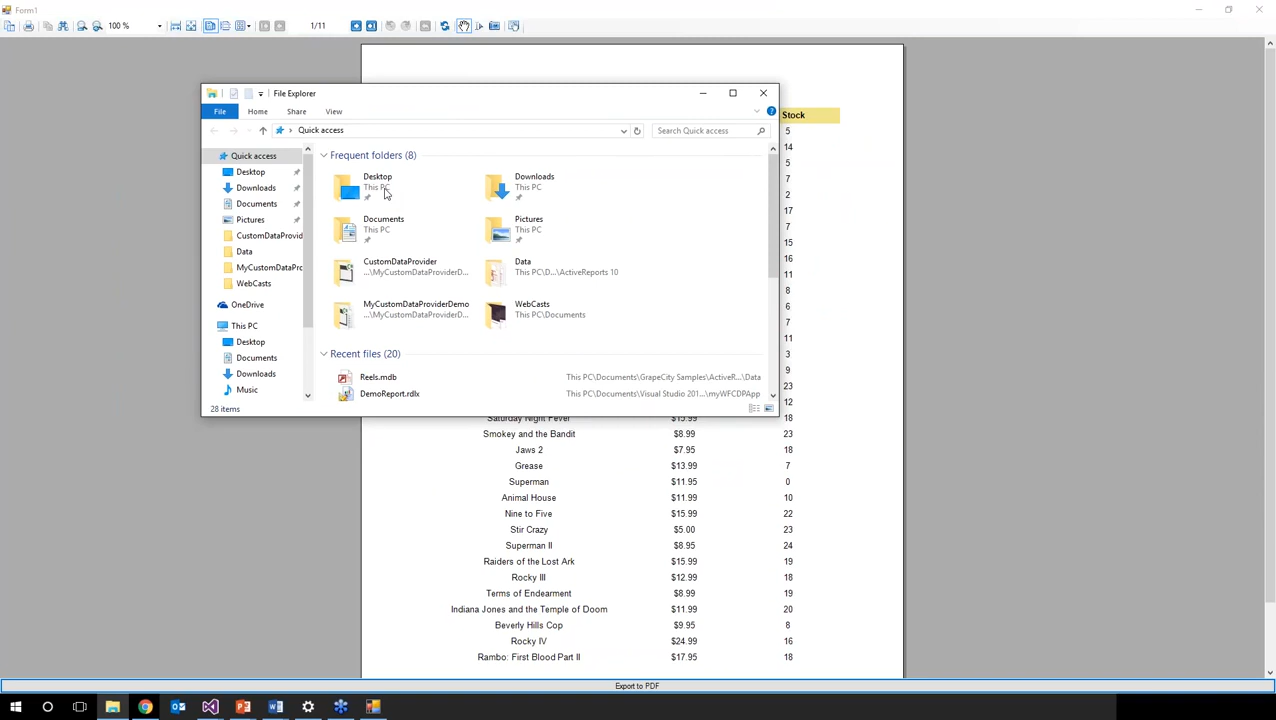 Form1
100 %
1/11
File Explorer
File Home Share View
Quick access
Search Quick access
Quick access
Desktop
Downloads
Documents
Pictures
CustomDataProvid
Data
MyCustomDataPrc
WebCasts
OneDrive
This PC
Desktop
Documents
Downloads
Music
Frequent folders (8)
Desktop
This PC
Downloads
This PC
Documents
This PC
Pictures
This PC
CustomDataProvider
...\MyCustomDataProviderD...
Data
This PC\D...\ActiveReports 10
MyCustomDataProviderDemo
...\MyCustomDataProviderD...
WebCasts
This PC\Documents
Recent files (20)
Reels.mdb This PC\Documents\GrapeCity Samples\ActiveR...\Data
DemoReport.rdlx This PC\Documents\Visual Studio 201...\myWFCDPApp
28 items
Stock
5
14
5
7
2
17
7
15
16
11
8
6
7
11
3
9
23
12
Saturday Night Fever $15.99 18
Smokey and the Bandit $8.99 23
Jaws 2 $7.95 18
Grease $13.99 7
Superman $11.95 0
Animal House $11.99 10
Nine to Five $15.99 22
Stir Crazy $5.00 23
Superman II $8.95 24
Raiders of the Lost Ark $15.99 19
Rocky III $12.99 18
Terms of Endearment $8.99 19
Indiana Jones and the Temple of Doom $11.99 20
Beverly Hills Cop $9.95 8
Rocky IV $24.99 16
Rambo: First Blood Part II $17.95 18
Export to PDF